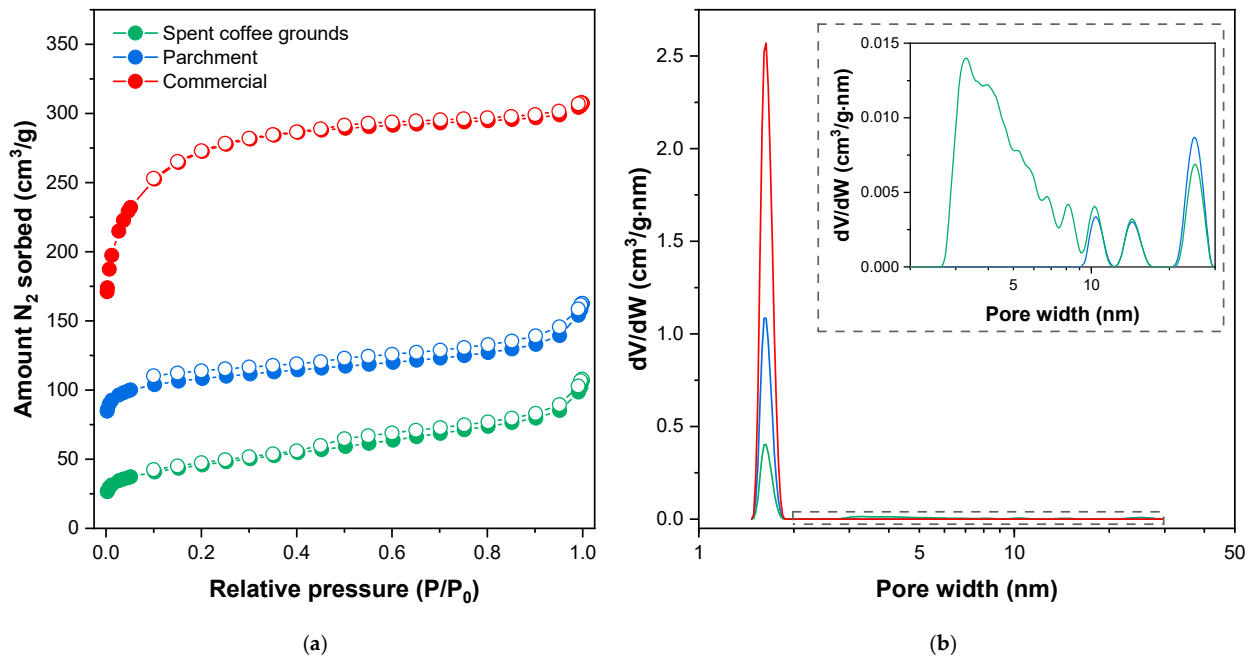 350
300
250
200
150
100
50
0
0.0
0.2
0.4
0.6
0.8
1.0
Amount N₂ sorbed (cm³/g)
Relative pressure (P/P₀)
Spent coffee grounds
Parchment
Commercial
(a)
2.5
2.0
1.5
1.0
0.5
0.0
1
5
10
50
dV/dW (cm³/g·nm)
Pore width (nm)
0.015
0.010
0.005
0.000
5
10
dV/dW (cm³/g·nm)
Pore width (nm)
(b)